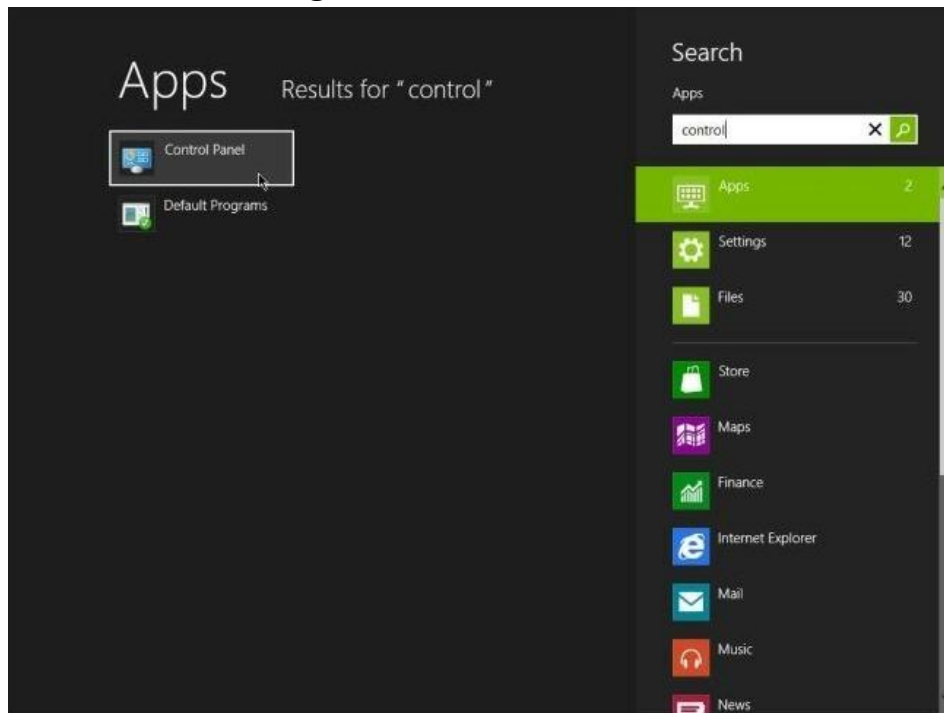 Apps
Results for "control"
Control Panel
Default Programs
Search
Apps
control
Apps 2
Settings 12
Files 30
Store
Maps
Finance
Internet Explorer
Mail
Music
News